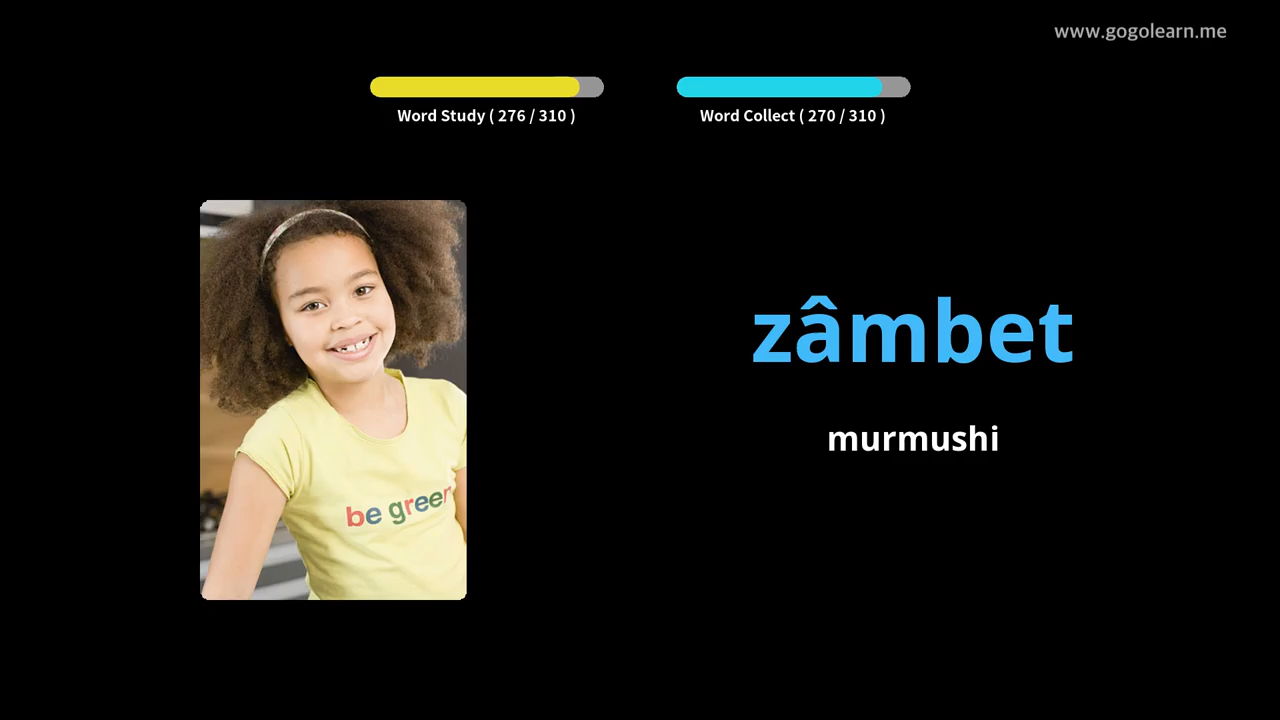 www.gogolearn.me
Word Study ( 276 / 310 )
Word Collect ( 270 / 310 )
zâmbet
murmushi
be green